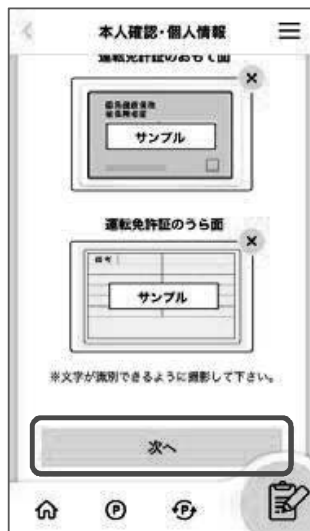 本人確認・個人情報
運転免許証のおもて面
サンプル
運転免許証のうら面
備考
サンプル
※文字が識別できるように撮影して下さい。
次へ
P
P